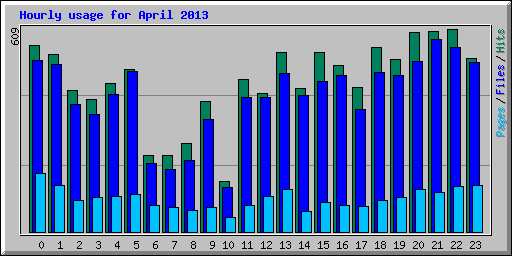 Hourly usage for April 2013
609
Pages / Files / Hits
0 1 2 3 4 5 6 7 8 9 10 11 12 13 14 15 16 17 18 19 20 21 22 23